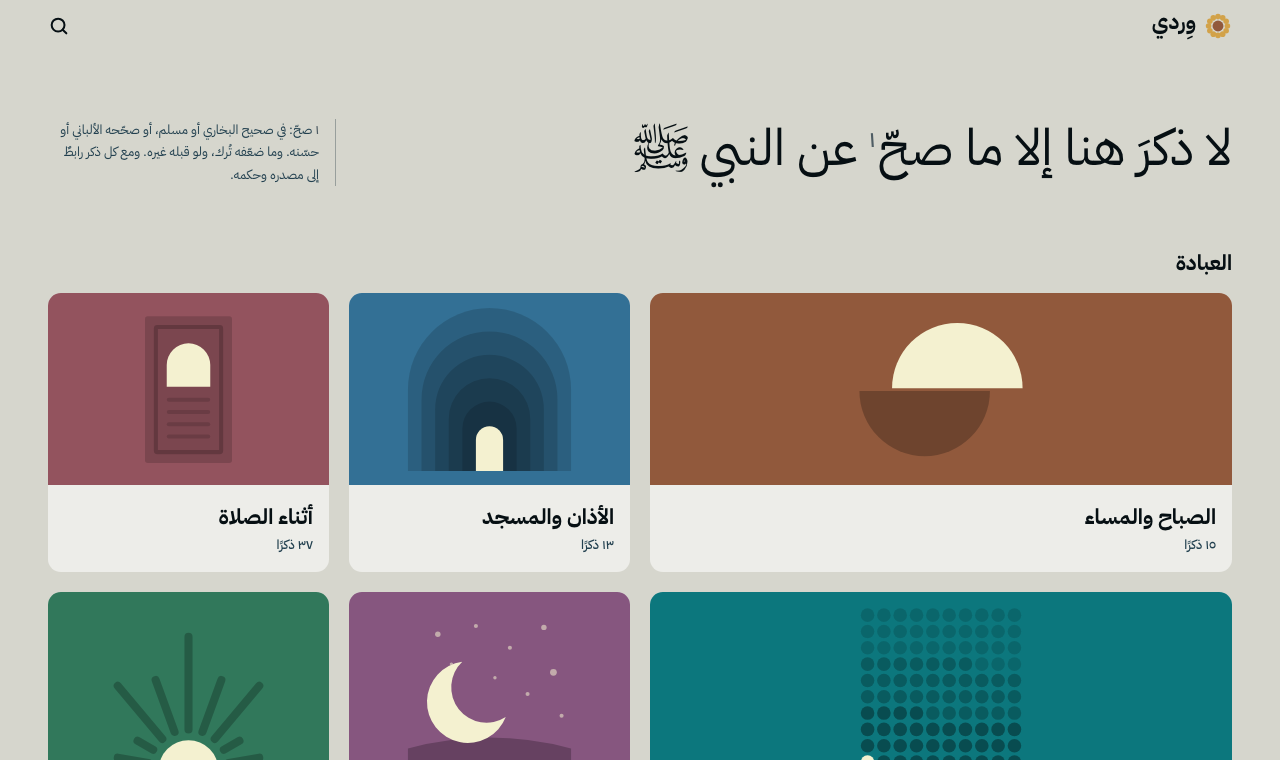 وِردي
لا ذكرَ هنا إلا ما صحّ١ عن النبي ﷺ
١ صحّ: في صحيح البخاري أو مسلم، أو صحّحه الألباني أو
حسّنه. وما ضعّفه تُرك، ولو قبله غيره. ومع كل ذكر رابطٌ
إلى مصدره وحكمه.
العبادة
الصباح والمساء
١٥ ذكرًا
الأذان والمسجد
١٣ ذكرًا
أثناء الصلاة
٣٧ ذكرًا